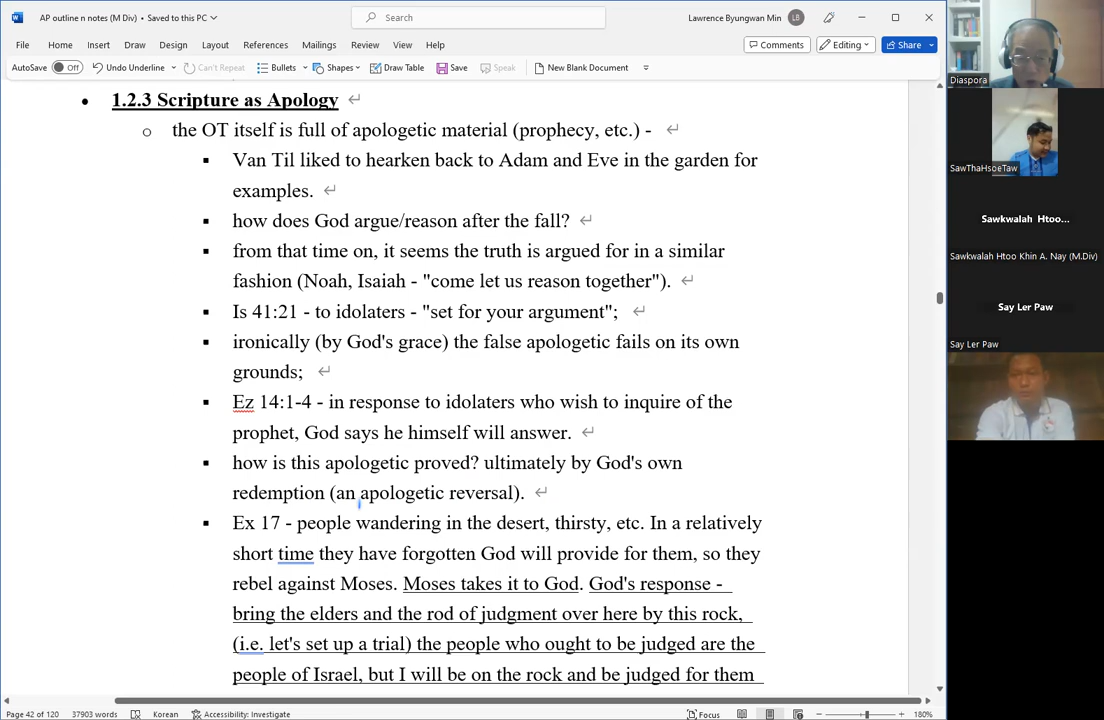 AP outline n notes (M Div) • Saved to this PC
Search
Lawrence Byungwan Min
LB
File Home Insert Draw Design Layout References Mailings Review View Help
Comments Editing Share
AutoSave Off Undo Underline Can't Repeat Bullets Shapes Draw Table Save Speak New Blank Document
• 1.2.3 Scripture as Apology
o the OT itself is full of apologetic material (prophecy, etc.) -
▪ Van Til liked to hearken back to Adam and Eve in the garden for
examples.
▪ how does God argue/reason after the fall?
▪ from that time on, it seems the truth is argued for in a similar
fashion (Noah, Isaiah - "come let us reason together").
▪ Is 41:21 - to idolaters - "set for your argument";
▪ ironically (by God's grace) the false apologetic fails on its own
grounds;
▪ Ez 14:1-4 - in response to idolaters who wish to inquire of the
prophet, God says he himself will answer.
▪ how is this apologetic proved? ultimately by God's own
redemption (an apologetic reversal).
▪ Ex 17 - people wandering in the desert, thirsty, etc. In a relatively
short time they have forgotten God will provide for them, so they
rebel against Moses. Moses takes it to God. God's response -
bring the elders and the rod of judgment over here by this rock,
(i.e. let's set up a trial) the people who ought to be judged are the
people of Israel, but I will be on the rock and be judged for them
Page 42 of 120 37903 words Korean Accessibility: Investigate Focus 180%
Diaspora
SawThaHsoeTaw
Sawkwalah Htoo...
Sawkwalah Htoo Khin A. Nay (M.Div)
Say Ler Paw
Say Ler Paw